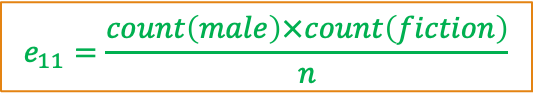 e₁₁ = count(male)×count(fiction) / n